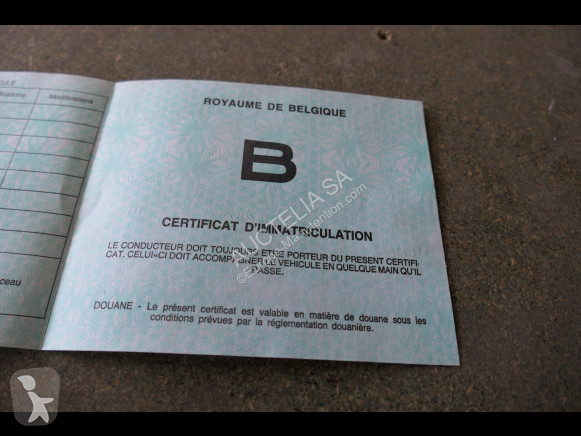 ROYAUME DE BELGIQUE
B
CERTIFICAT D'IMMATRICULATION
LE CONDUCTEUR DOIT TOUJOURS ETRE PORTEUR DU PRESENT CERTIFI-
CAT. CELUI-CI DOIT ACCOMPAGNER LE VEHICULE EN QUELQUE MAIN QU'IL
PASSE.
DOUANE - Le présent certificat est valable en matière de douane sous les
conditions prévues par la réglementation douanière.
Modifications
ceau
AUCTELIA SA